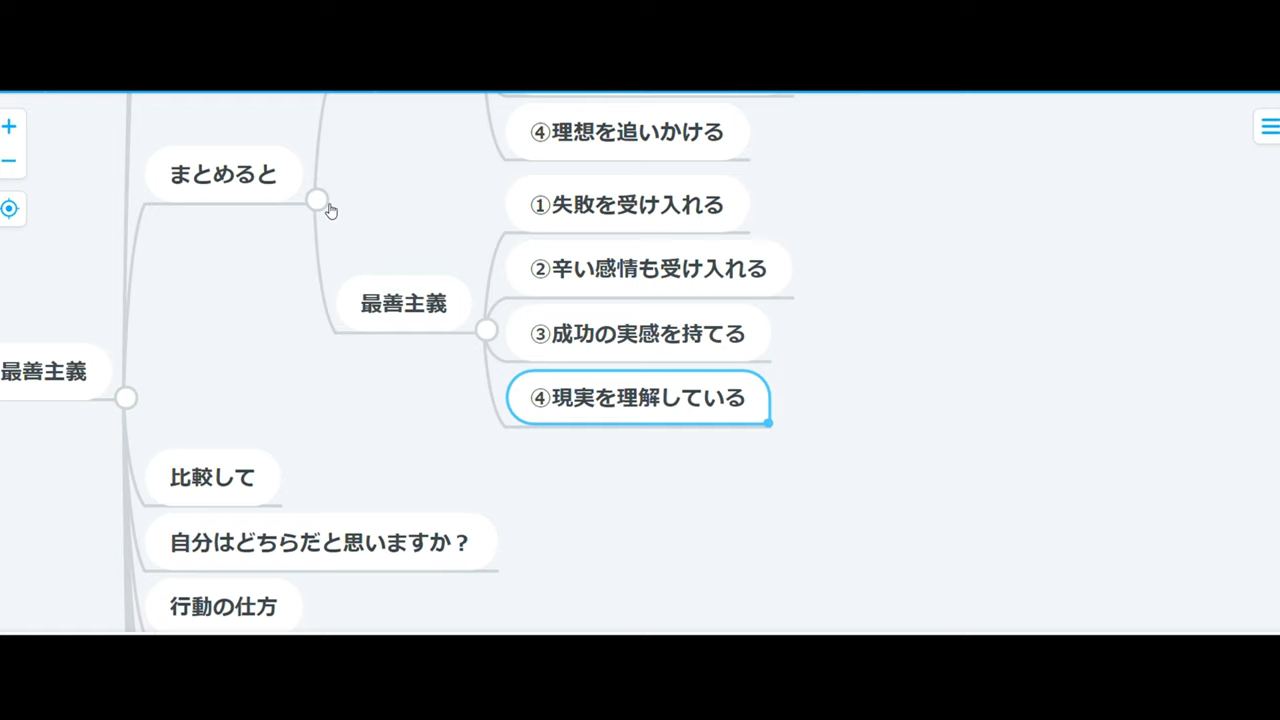 ④理想を追いかける
まとめると
①失敗を受け入れる
②辛い感情も受け入れる
最善主義
③成功の実感を持てる
最善主義
④現実を理解している
比較して
自分はどちらだと思いますか？
行動の仕方